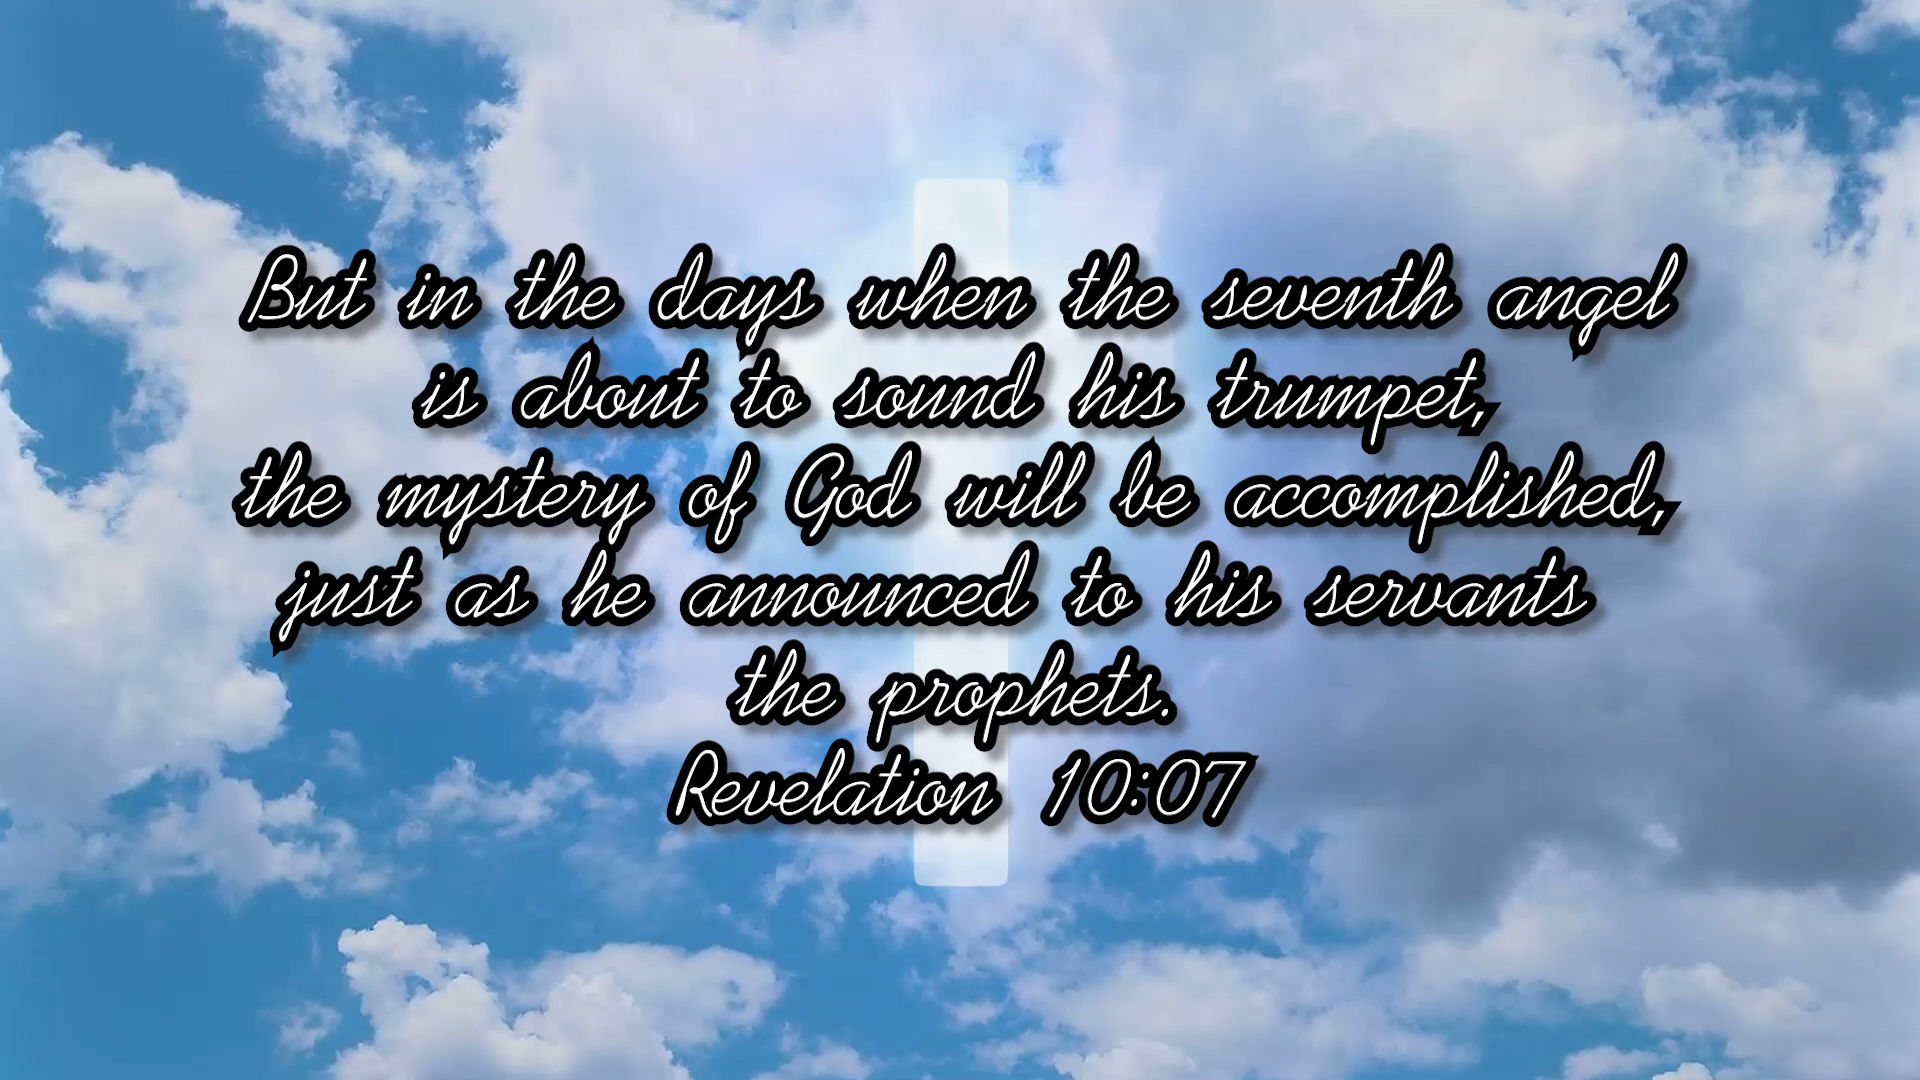 But in the days when the seventh angel
is about to sound his trumpet,
the mystery of God will be accomplished,
just as he announced to his servants
the prophets.
Revelation 10:07